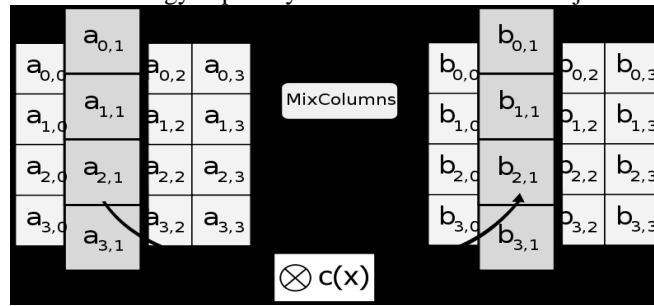 a0,0 a0,1 a0,2 a0,3
a1,0 a1,1 a1,2 a1,3
a2,0 a2,1 a2,2 a2,3
a3,0 a3,1 a3,2 a3,3
MixColumns
b0,0 b0,1 b0,2 b0,3
b1,0 b1,1 b1,2 b1,3
b2,0 b2,1 b2,2 b2,3
b3,0 b3,1 b3,2 b3,3
⊗ c(x)